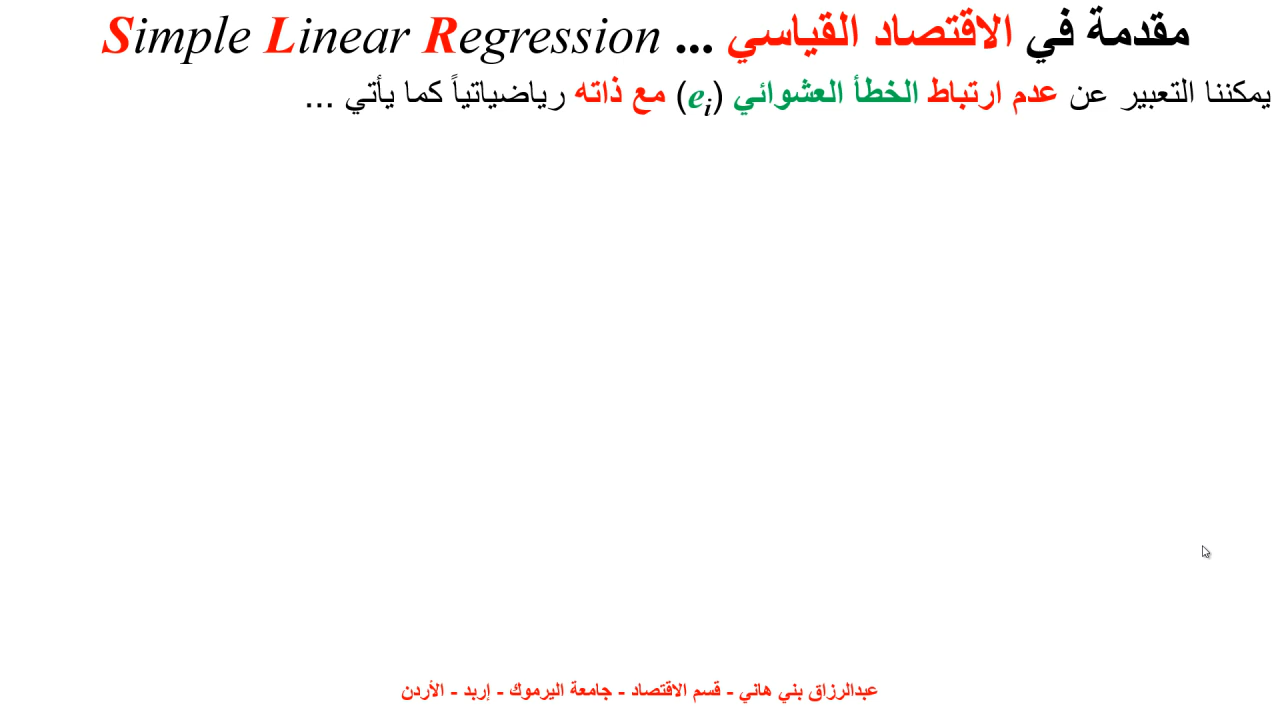 مقدمة في الاقتصاد القياسي ... Simple Linear Regression
يمكننا التعبير عن عدم ارتباط الخطأ العشوائي (ei) مع ذاته رياضياتياً كما يأتي ...
عبدالرزاق بني هاني - قسم الاقتصاد - جامعة اليرموك - إربد - الأردن